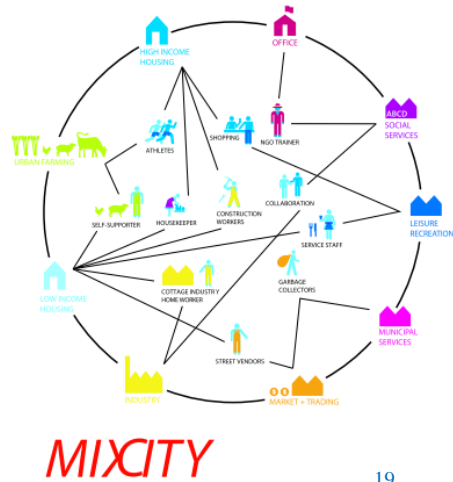 OFFICE
HIGH INCOME
HOUSING
ABCD
SOCIAL
SERVICES
ATHLETES
SHOPPING
NGO TRAINER
URBAN FARMING
SELF-SUPPORTER
HOUSEKEEPER
CONSTRUCTION
WORKERS
COLLABORATION
SERVICE STAFF
LEISURE
RECREATION
LOW INCOME
HOUSING
COTTAGE INDUSTRY
HOME WORKER
GARBAGE
COLLECTORS
MUNICIPAL
SERVICES
STREET VENDORS
INDUSTRY
MARKET + TRADING
MIXCITY
19